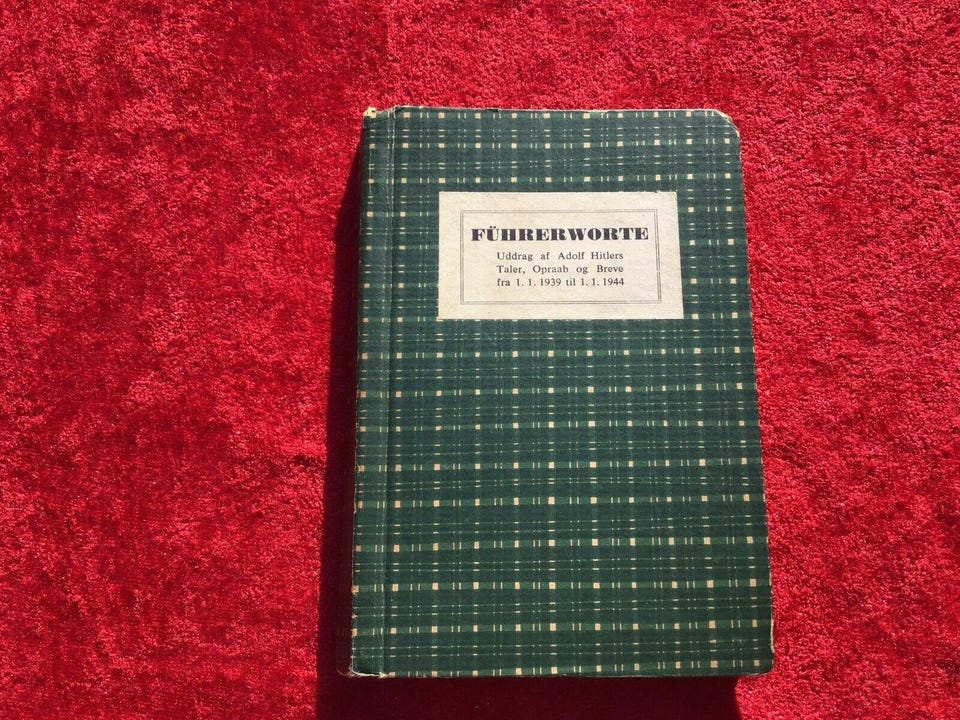 FÜHRERWORTE
Uddrag af Adolf Hitlers
Taler, Opraab og Breve
fra 1. 1. 1939 til 1. 1. 1944